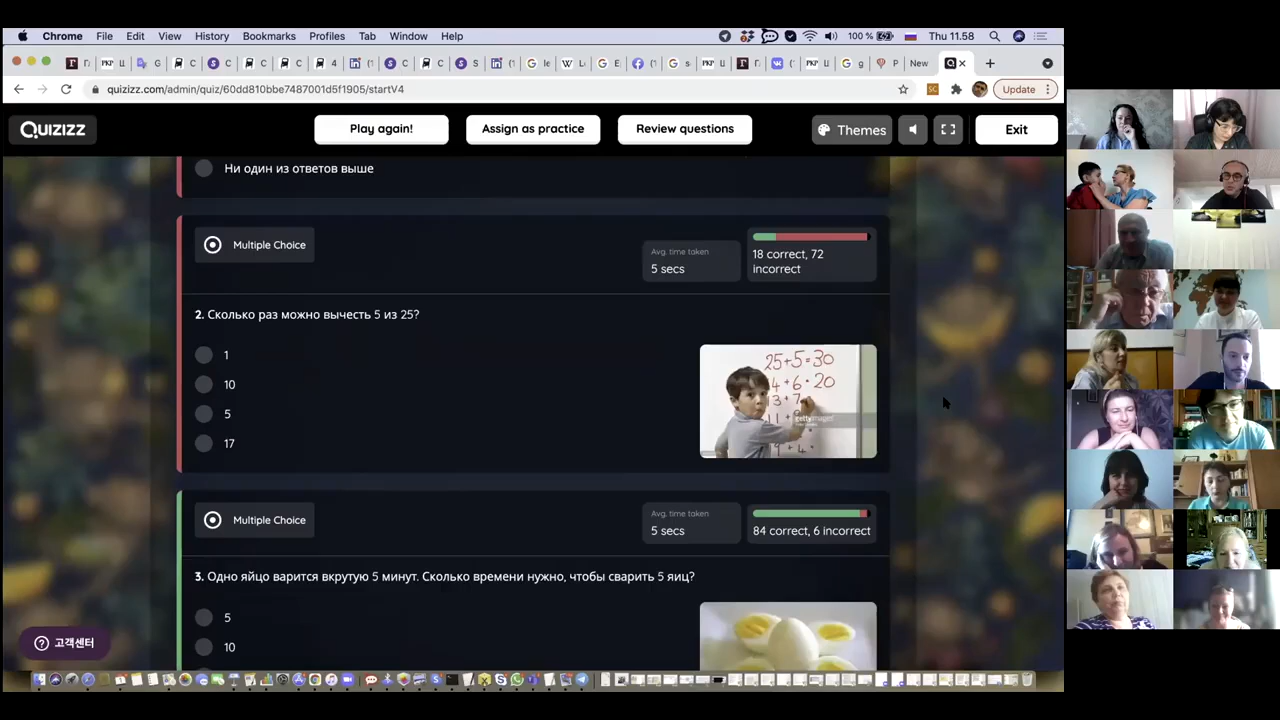 Chrome File Edit View History Bookmarks Profiles Tab Window Help 100 % Thu 11.58
New
quizizz.com/admin/quiz/60dd810bbe7487001d5f1905/startV4 Update
QUIZIZZ Play again! Assign as practice Review questions Themes Exit
Ни один из ответов выше
Multiple Choice
Avg. time taken
5 secs
18 correct, 72
incorrect
2. Сколько раз можно вычесть 5 из 25?
1
10
5
17
25+5=30
gettyimages
Multiple Choice
Avg. time taken
5 secs
84 correct, 6 incorrect
3. Одно яйцо варится вкрутую 5 минут. Сколько времени нужно, чтобы сварить 5 яиц?
5
10
고객센터